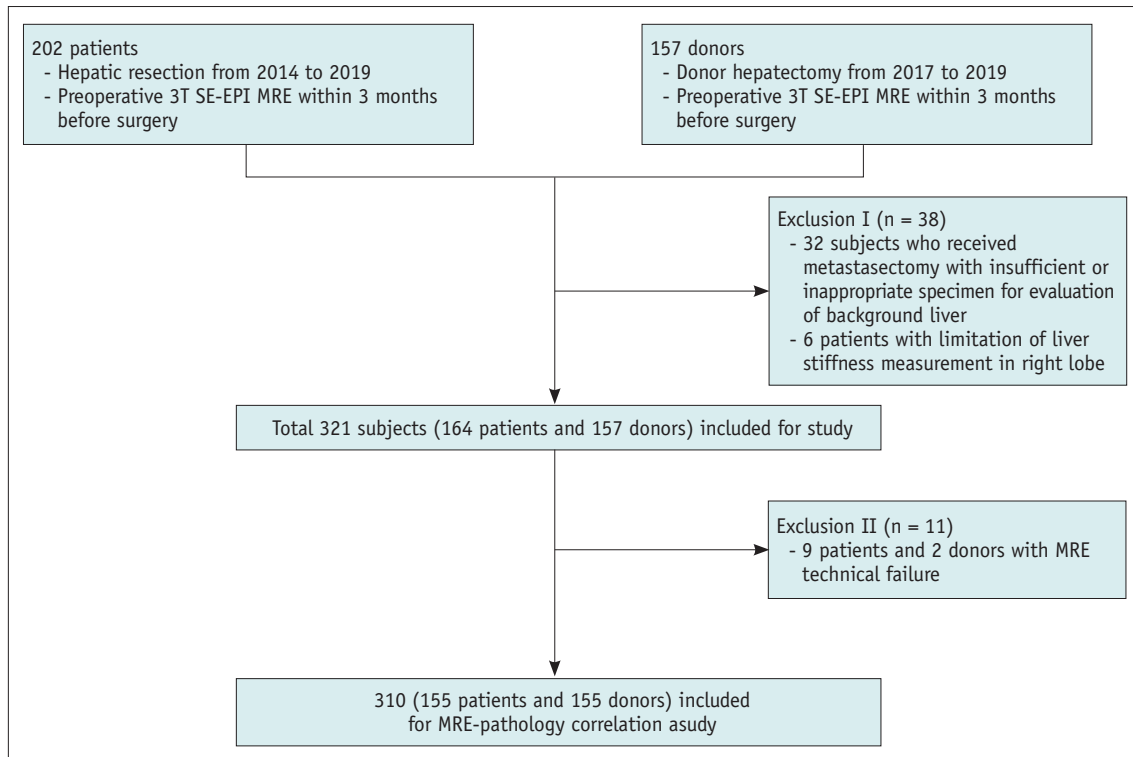 202 patients
- Hepatic resection from 2014 to 2019
- Preoperative 3T SE-EPI MRE within 3 months
before surgery
157 donors
- Donor hepatectomy from 2017 to 2019
- Preoperative 3T SE-EPI MRE within 3 months
before surgery
Exclusion I (n = 38)
- 32 subjects who received
metastasectomy with insufficient or
inappropriate specimen for evaluation
of background liver
- 6 patients with limitation of liver
stiffness measurement in right lobe
Total 321 subjects (164 patients and 157 donors) included for study
Exclusion II (n = 11)
- 9 patients and 2 donors with MRE
technical failure
310 (155 patients and 155 donors) included
for MRE-pathology correlation asudy